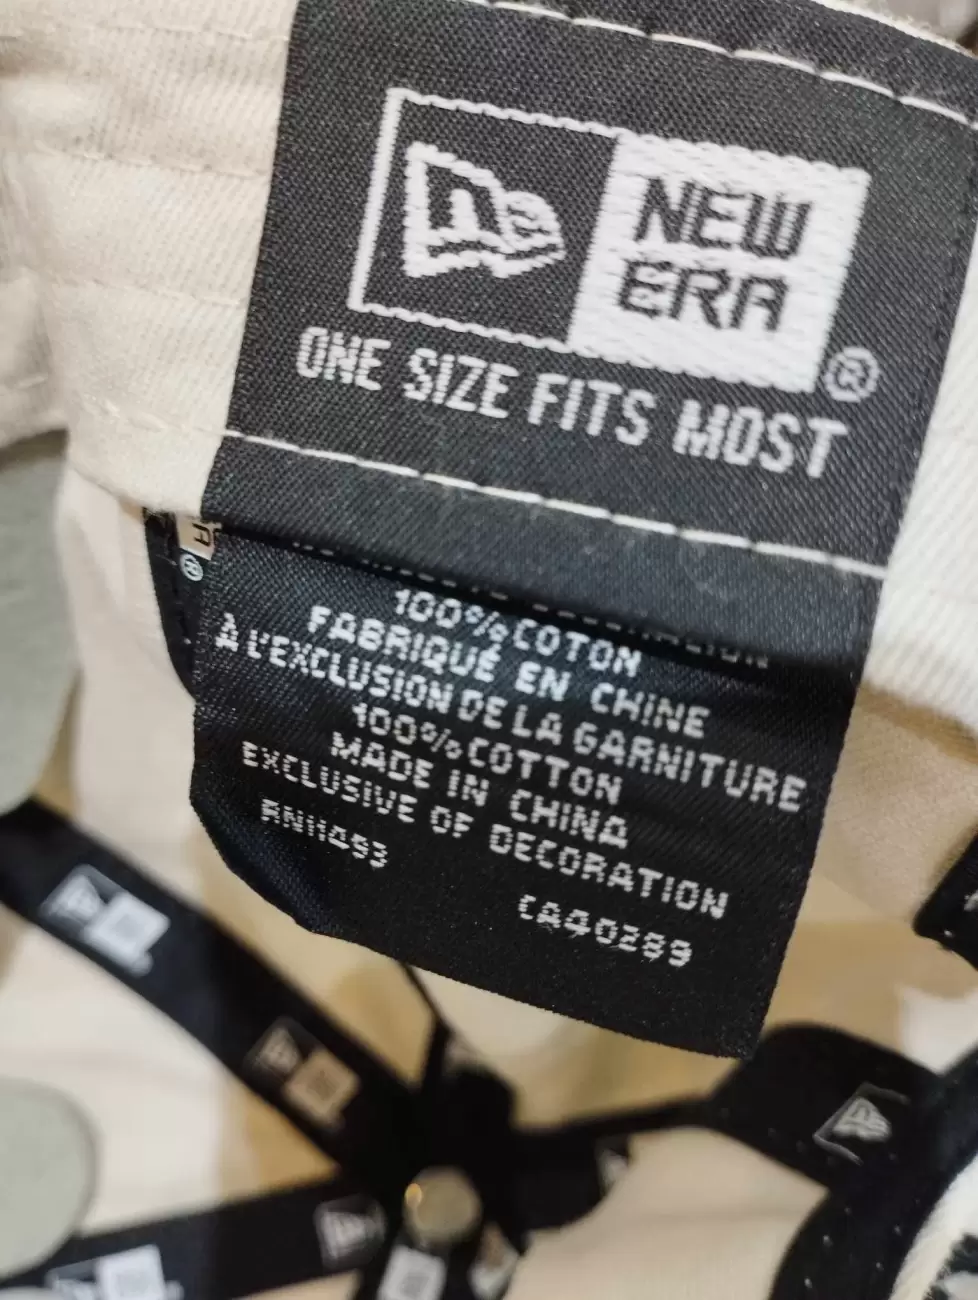 NEW
ERA
®
ONE SIZE FITS MOST
100% COTON
FABRIQUÉ EN CHINE
À L'EXCLUSION DE LA GARNITURE
100% COTTON
MADE IN CHINA
EXCLUSIVE OF DECORATION
RNH493
CA40289